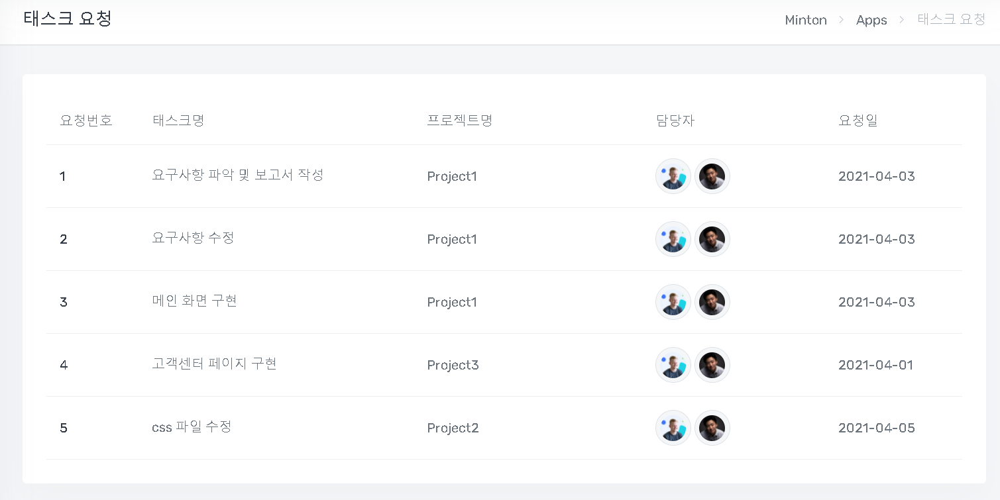 태스크 요청
Minton > Apps > 태스크 요청
요청번호 태스크명 프로젝트명 담당자 요청일
1 요구사항 파악 및 보고서 작성 Project1 2021-04-03
2 요구사항 수정 Project1 2021-04-03
3 메인 화면 구현 Project1 2021-04-03
4 고객센터 페이지 구현 Project3 2021-04-01
5 css 파일 수정 Project2 2021-04-05